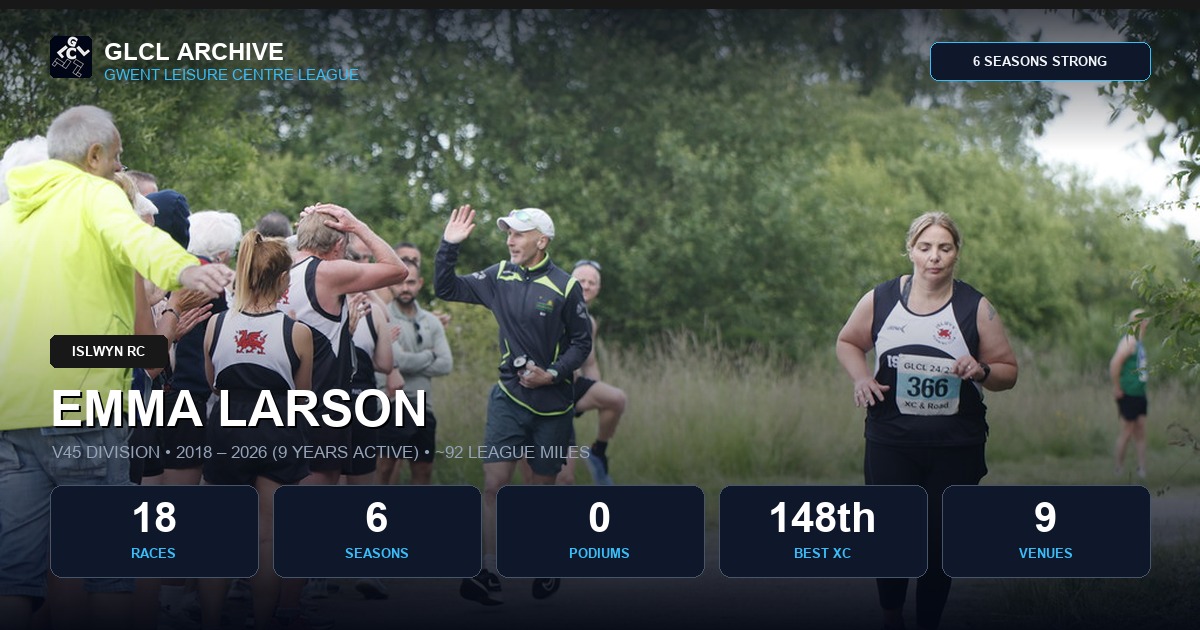 GLCL ARCHIVE
GWENT LEISURE CENTRE LEAGUE
6 SEASONS STRONG
GLCL 24/2
366
XC & Road
ISLWYN RC
EMMA LARSON
V45 DIVISION • 2018 – 2026 (9 YEARS ACTIVE) • ~92 LEAGUE MILES
18
RACES
6
SEASONS
0
PODIUMS
148th
BEST XC
9
VENUES